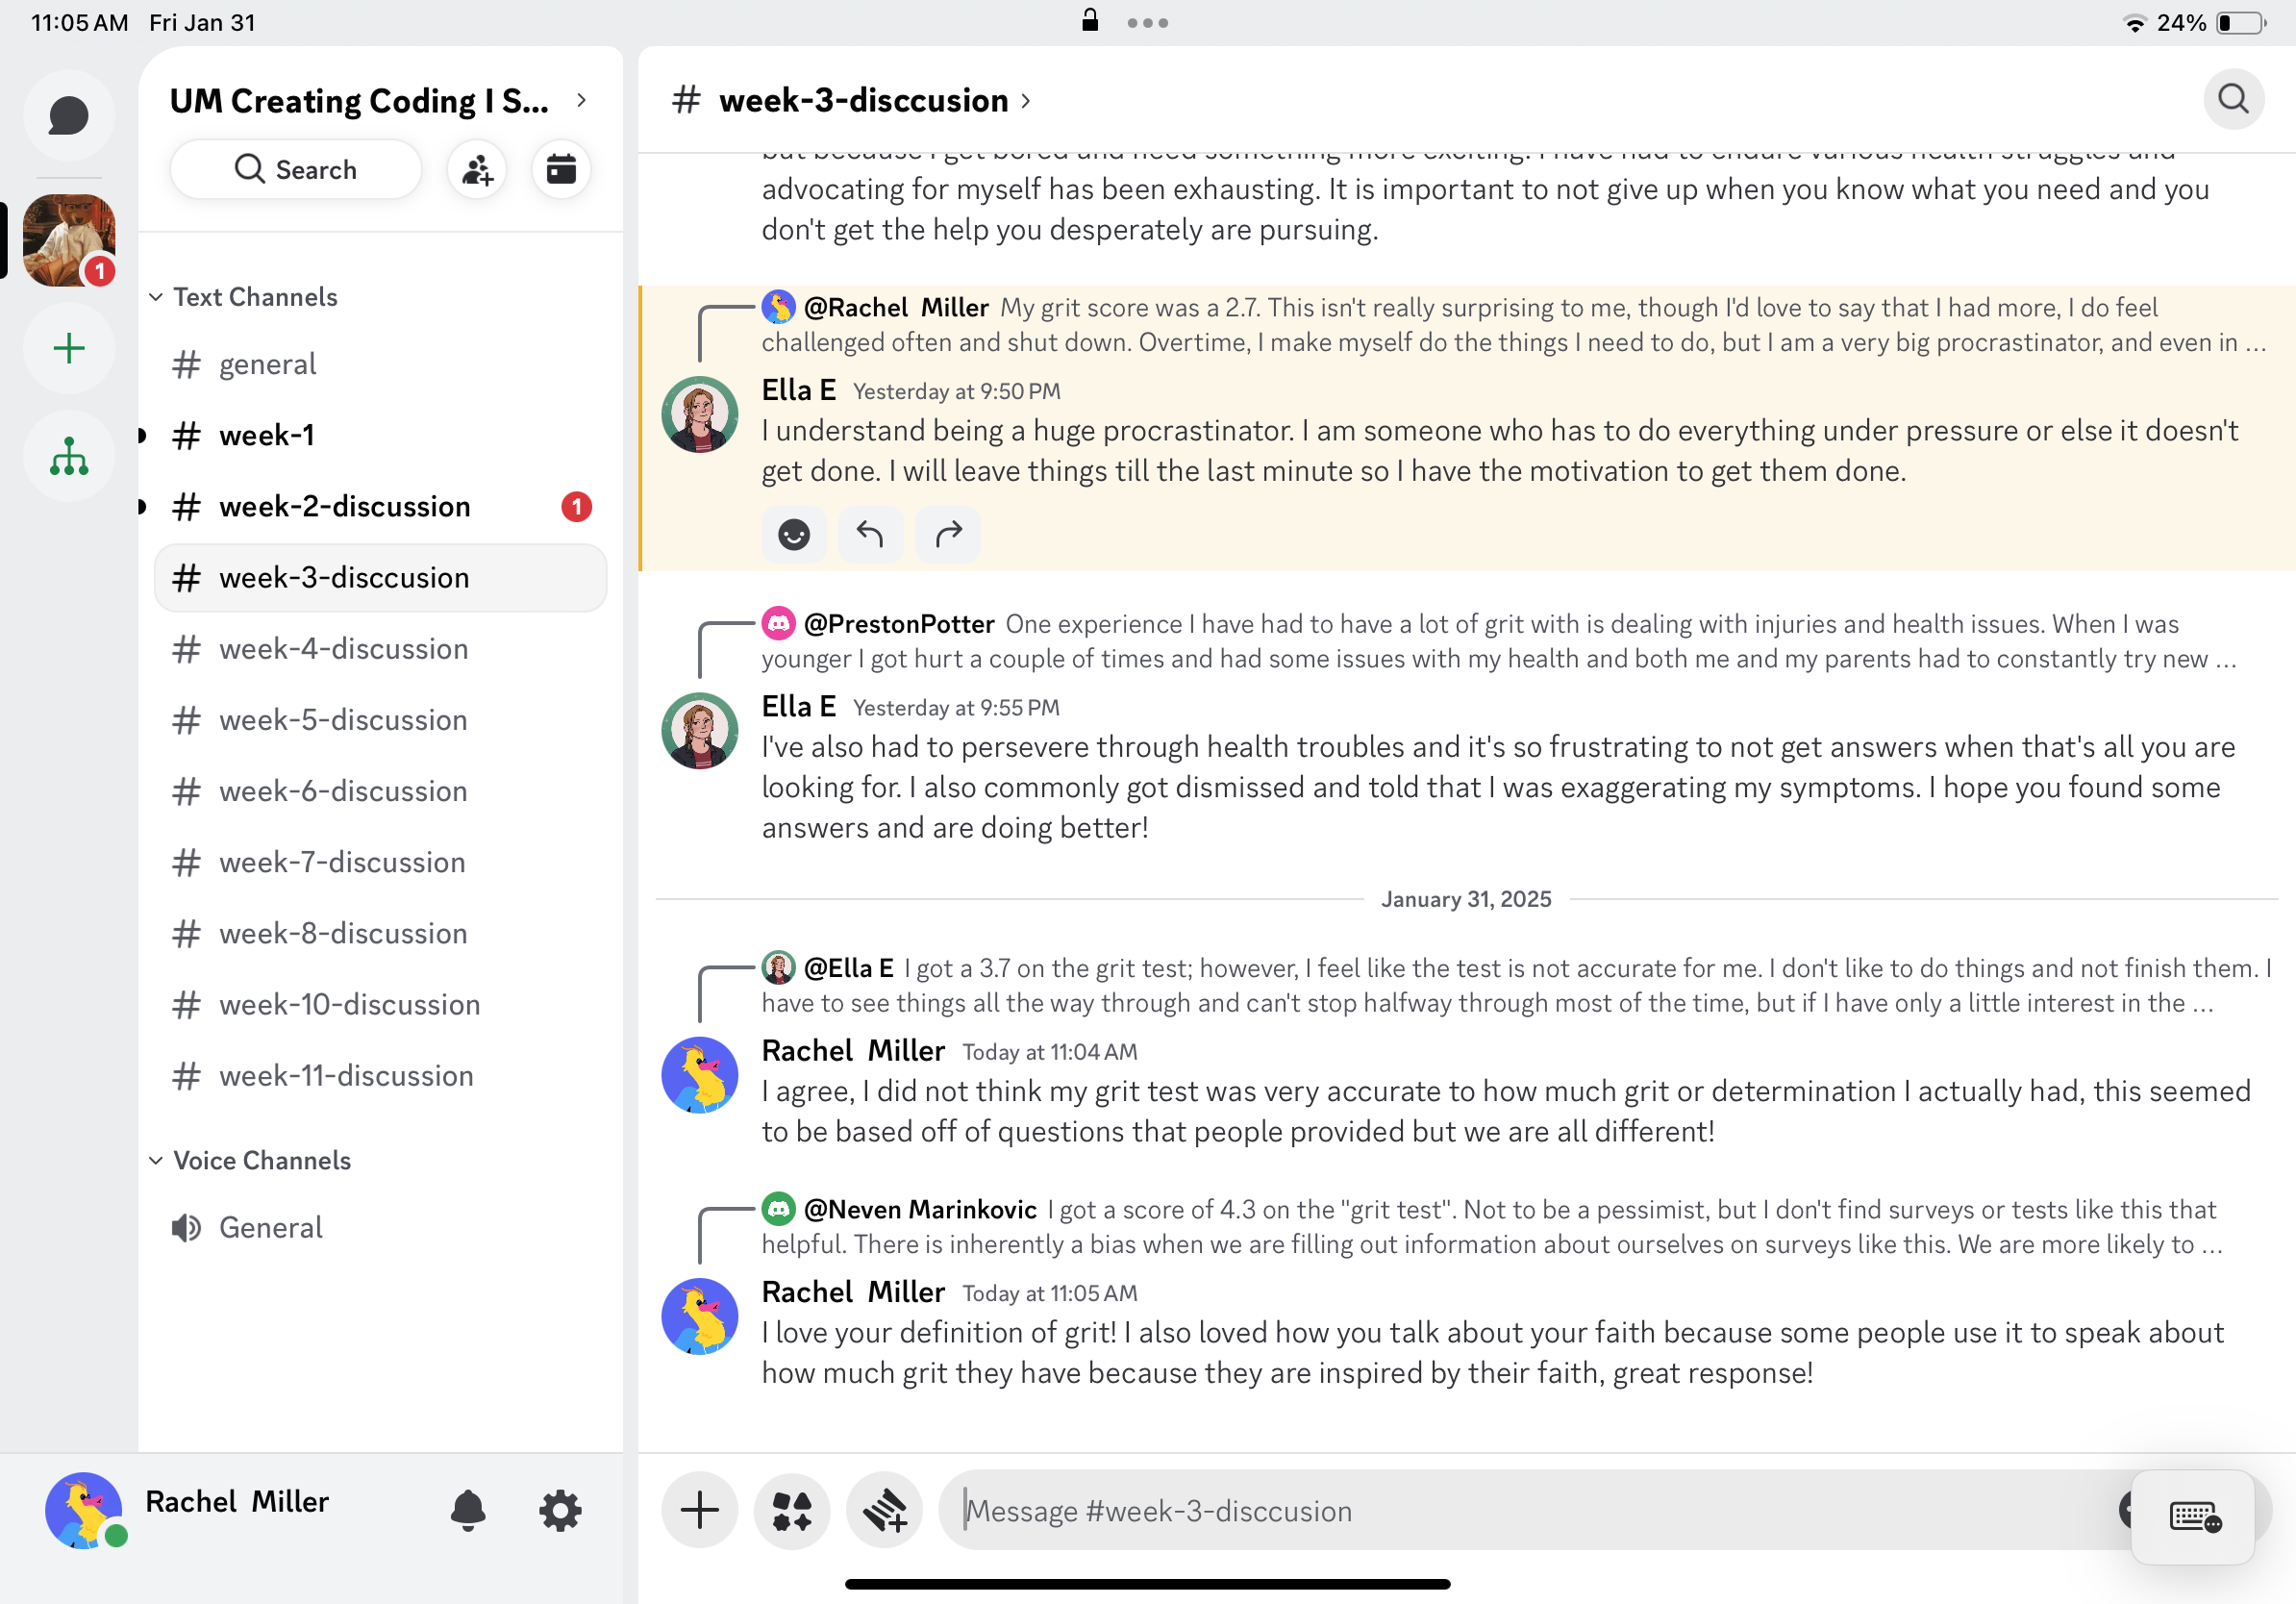 11:05 AM Fri Jan 31
24%
UM Creating Coding I S...
Search
Text Channels
general
week-1
week-2-discussion
1
week-3-disccusion
week-4-discussion
week-5-discussion
week-6-discussion
week-7-discussion
week-8-discussion
week-10-discussion
week-11-discussion
Voice Channels
General
1
Rachel Miller
# week-3-disccusion
but because I get bored and need something more exciting. I have had to endure various health struggles and
advocating for myself has been exhausting. It is important to not give up when you know what you need and you
don't get the help you desperately are pursuing.
@Rachel Miller My grit score was a 2.7. This isn't really surprising to me, though I'd love to say that I had more, I do feel
challenged often and shut down. Overtime, I make myself do the things I need to do, but I am a very big procrastinator, and even in ...
Ella E Yesterday at 9:50 PM
I understand being a huge procrastinator. I am someone who has to do everything under pressure or else it doesn't
get done. I will leave things till the last minute so I have the motivation to get them done.
@PrestonPotter One experience I have had to have a lot of grit with is dealing with injuries and health issues. When I was
younger I got hurt a couple of times and had some issues with my health and both me and my parents had to constantly try new ...
Ella E Yesterday at 9:55 PM
I've also had to persevere through health troubles and it's so frustrating to not get answers when that's all you are
looking for. I also commonly got dismissed and told that I was exaggerating my symptoms. I hope you found some
answers and are doing better!
January 31, 2025
@Ella E I got a 3.7 on the grit test; however, I feel like the test is not accurate for me. I don't like to do things and not finish them. I
have to see things all the way through and can't stop halfway through most of the time, but if I have only a little interest in the ...
Rachel Miller Today at 11:04 AM
I agree, I did not think my grit test was very accurate to how much grit or determination I actually had, this seemed
to be based off of questions that people provided but we are all different!
@Neven Marinkovic I got a score of 4.3 on the "grit test". Not to be a pessimist, but I don't find surveys or tests like this that
helpful. There is inherently a bias when we are filling out information about ourselves on surveys like this. We are more likely to ...
Rachel Miller Today at 11:05 AM
I love your definition of grit! I also loved how you talk about your faith because some people use it to speak about
how much grit they have because they are inspired by their faith, great response!
Message #week-3-disccusion